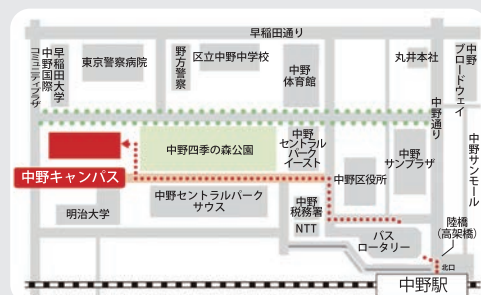 早稲田通り
早稲田大学
中野国際
コミュニティプラザ
東京警察病院
野方
警察
区立中野中学校
中野
体育館
丸井本社
中野
ブロードウェイ
中野通り
中野サンモール
中野四季の森公園
中野
セントラル
パーク
イースト
中野
サンプラザ
中野キャンパス
中野区役所
明治大学
中野セントラルパーク
サウス
中野
税務署
NTT
バス
ロータリー
陸橋
(高架橋)
北口
中野駅